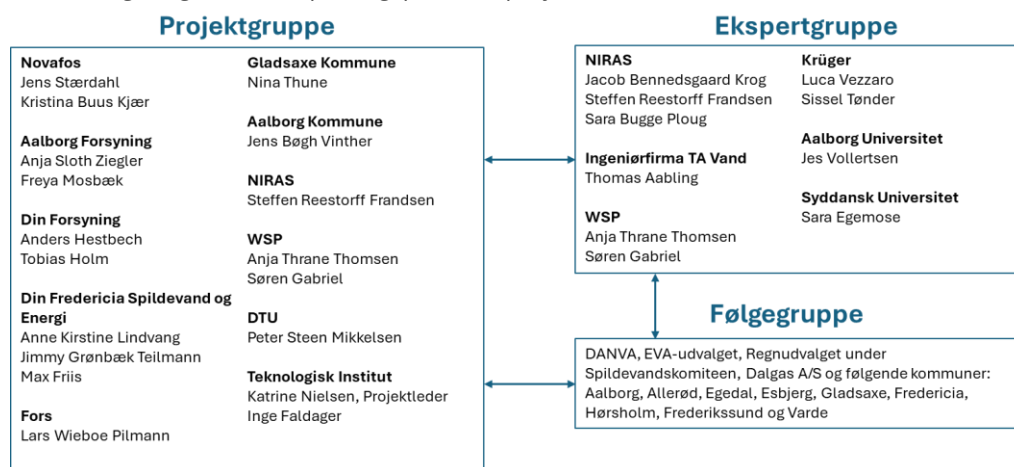 Projektgruppe
Novafos
Jens Stærdahl
Kristina Buus Kjær
Aalborg Forsyning
Anja Sloth Ziegler
Freya Mosbæk
Din Forsyning
Anders Hestbech
Tobias Holm
Din Fredericia Spildevand og
Energi
Anne Kirstine Lindvang
Jimmy Grønbæk Teilmann
Max Friis
Fors
Lars Wieboe Pilmann
Gladsaxe Kommune
Nina Thune
Aalborg Kommune
Jens Bøgh Vinther
NIRAS
Steffen Reestorff Frandsen
WSP
Anja Thrane Thomsen
Søren Gabriel
DTU
Peter Steen Mikkelsen
Teknologisk Institut
Katrine Nielsen, Projektleder
Inge Faldager
Ekspertgruppe
NIRAS
Jacob Bennedsgaard Krog
Steffen Reestorff Frandsen
Sara Bugge Ploug
Ingeniørfirma TA Vand
Thomas Aabling
WSP
Anja Thrane Thomsen
Søren Gabriel
Krüger
Luca Vezzaro
Sissel Tønder
Aalborg Universitet
Jes Vollertsen
Syddansk Universitet
Sara Egemose
Følgegruppe
DANVA, EVA-udvalget, Regnudvalget under
Spildevandskomiteen, Dalgas A/S og følgende kommuner:
Aalborg, Allerød, Egedal, Esbjerg, Gladsaxe, Fredericia,
Hørsholm, Frederikssund og Varde